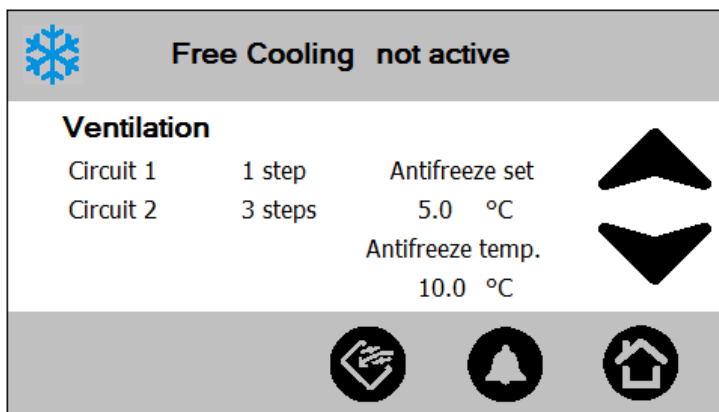 Free Cooling not active
Ventilation
Circuit 1 1 step Antifreeze set
Circuit 2 3 steps 5.0 °C
Antifreeze temp.
10.0 °C